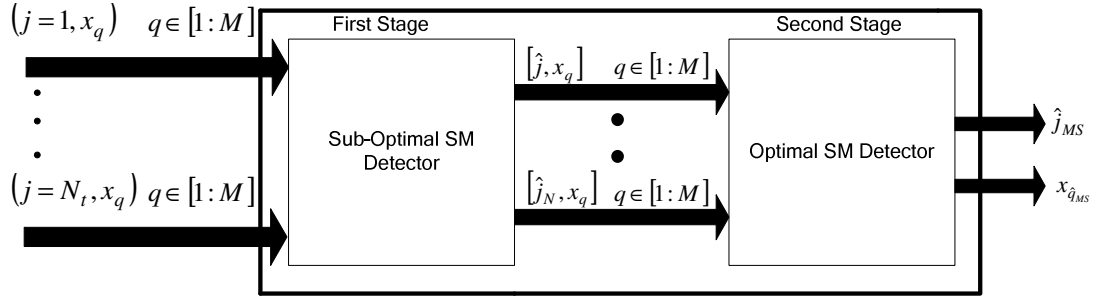 (j = 1, x_q) q ∈ [1: M]
(j = N_t, x_q) q ∈ [1: M]
First Stage
Sub-Optimal SM
Detector
[ĵ, x_q] q ∈ [1: M]
[ĵ_N, x_q] q ∈ [1: M]
Second Stage
Optimal SM Detector
ĵ_MS
x_q̂_MS